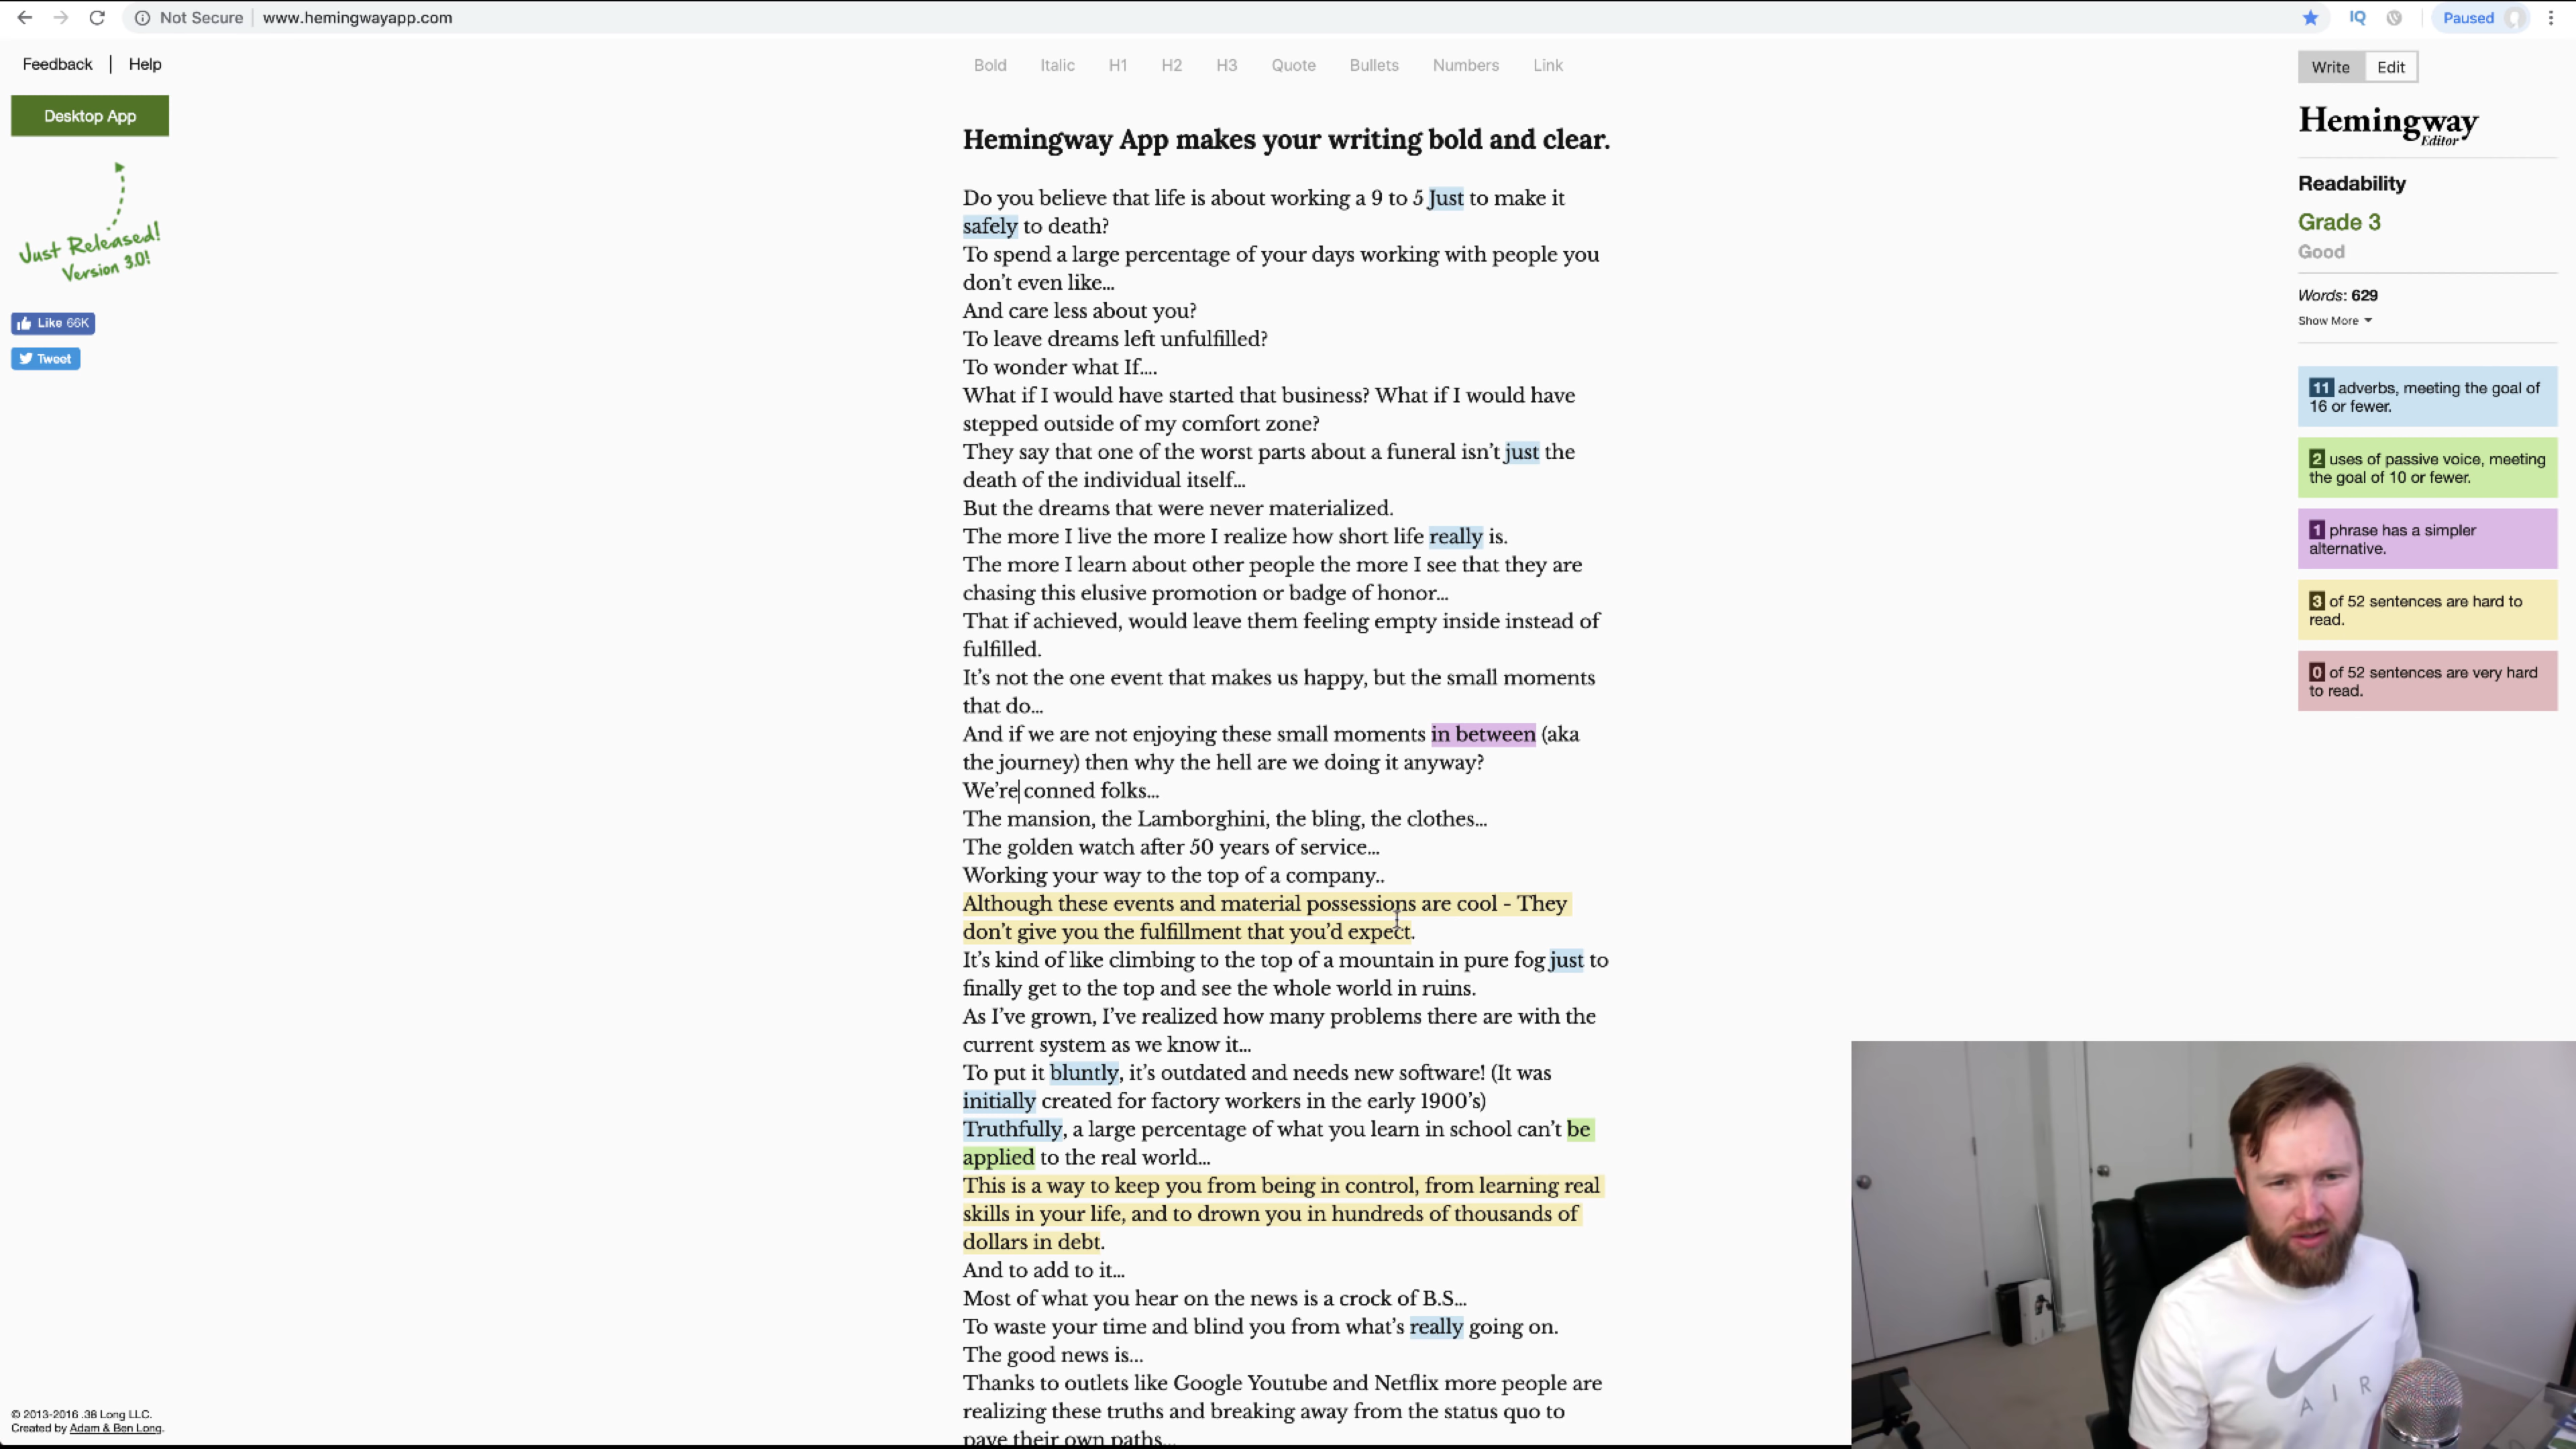 Not Secure www.hemingwayapp.com IQ Paused
Feedback | Help
Bold Italic H1 H2 H3 Quote Bullets Numbers Link
Write Edit
Desktop App
Just Released!
Version 3.0!
Like 66K
Tweet
Hemingway App makes your writing bold and clear.
Do you believe that life is about working a 9 to 5 Just to make it
safely to death?
To spend a large percentage of your days working with people you
don't even like...
And care less about you?
To leave dreams left unfulfilled?
To wonder what If....
What if I would have started that business? What if I would have
stepped outside of my comfort zone?
They say that one of the worst parts about a funeral isn't just the
death of the individual itself...
But the dreams that were never materialized.
The more I live the more I realize how short life really is.
The more I learn about other people the more I see that they are
chasing this elusive promotion or badge of honor...
That if achieved, would leave them feeling empty inside instead of
fulfilled.
It's not the one event that makes us happy, but the small moments
that do...
And if we are not enjoying these small moments in between (aka
the journey) then why the hell are we doing it anyway?
We're conned folks...
The mansion, the Lamborghini, the bling, the clothes...
The golden watch after 50 years of service...
Working your way to the top of a company..
Although these events and material possessions are cool - They
don't give you the fulfillment that you'd expect.
It's kind of like climbing to the top of a mountain in pure fog just to
finally get to the top and see the whole world in ruins.
As I've grown, I've realized how many problems there are with the
current system as we know it...
To put it bluntly, it's outdated and needs new software! (It was
initially created for factory workers in the early 1900's)
Truthfully, a large percentage of what you learn in school can't be
applied to the real world...
This is a way to keep you from being in control, from learning real
skills in your life, and to drown you in hundreds of thousands of
dollars in debt.
And to add to it...
Most of what you hear on the news is a crock of B.S...
To waste your time and blind you from what's really going on.
The good news is...
Thanks to outlets like Google Youtube and Netflix more people are
realizing these truths and breaking away from the status quo to
pave their own paths...
Hemingway
Editor
Readability
Grade 3
Good
Words: 629
Show More
11 adverbs, meeting the goal of
16 or fewer.
2 uses of passive voice, meeting
the goal of 10 or fewer.
1 phrase has a simpler
alternative.
3 of 52 sentences are hard to
read.
0 of 52 sentences are very hard
to read.
© 2013-2016 .38 Long LLC.
Created by Adam & Ben Long.
AIR